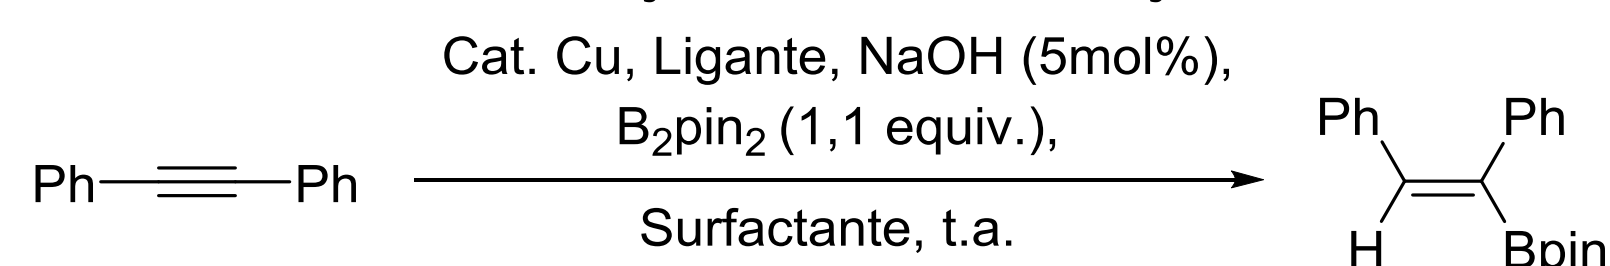 Cat. Cu, Ligante, NaOH (5mol%),
B2pin2 (1,1 equiv.),
Ph
Ph
Surfactante, t.a.
Ph
Ph
H
Bpin